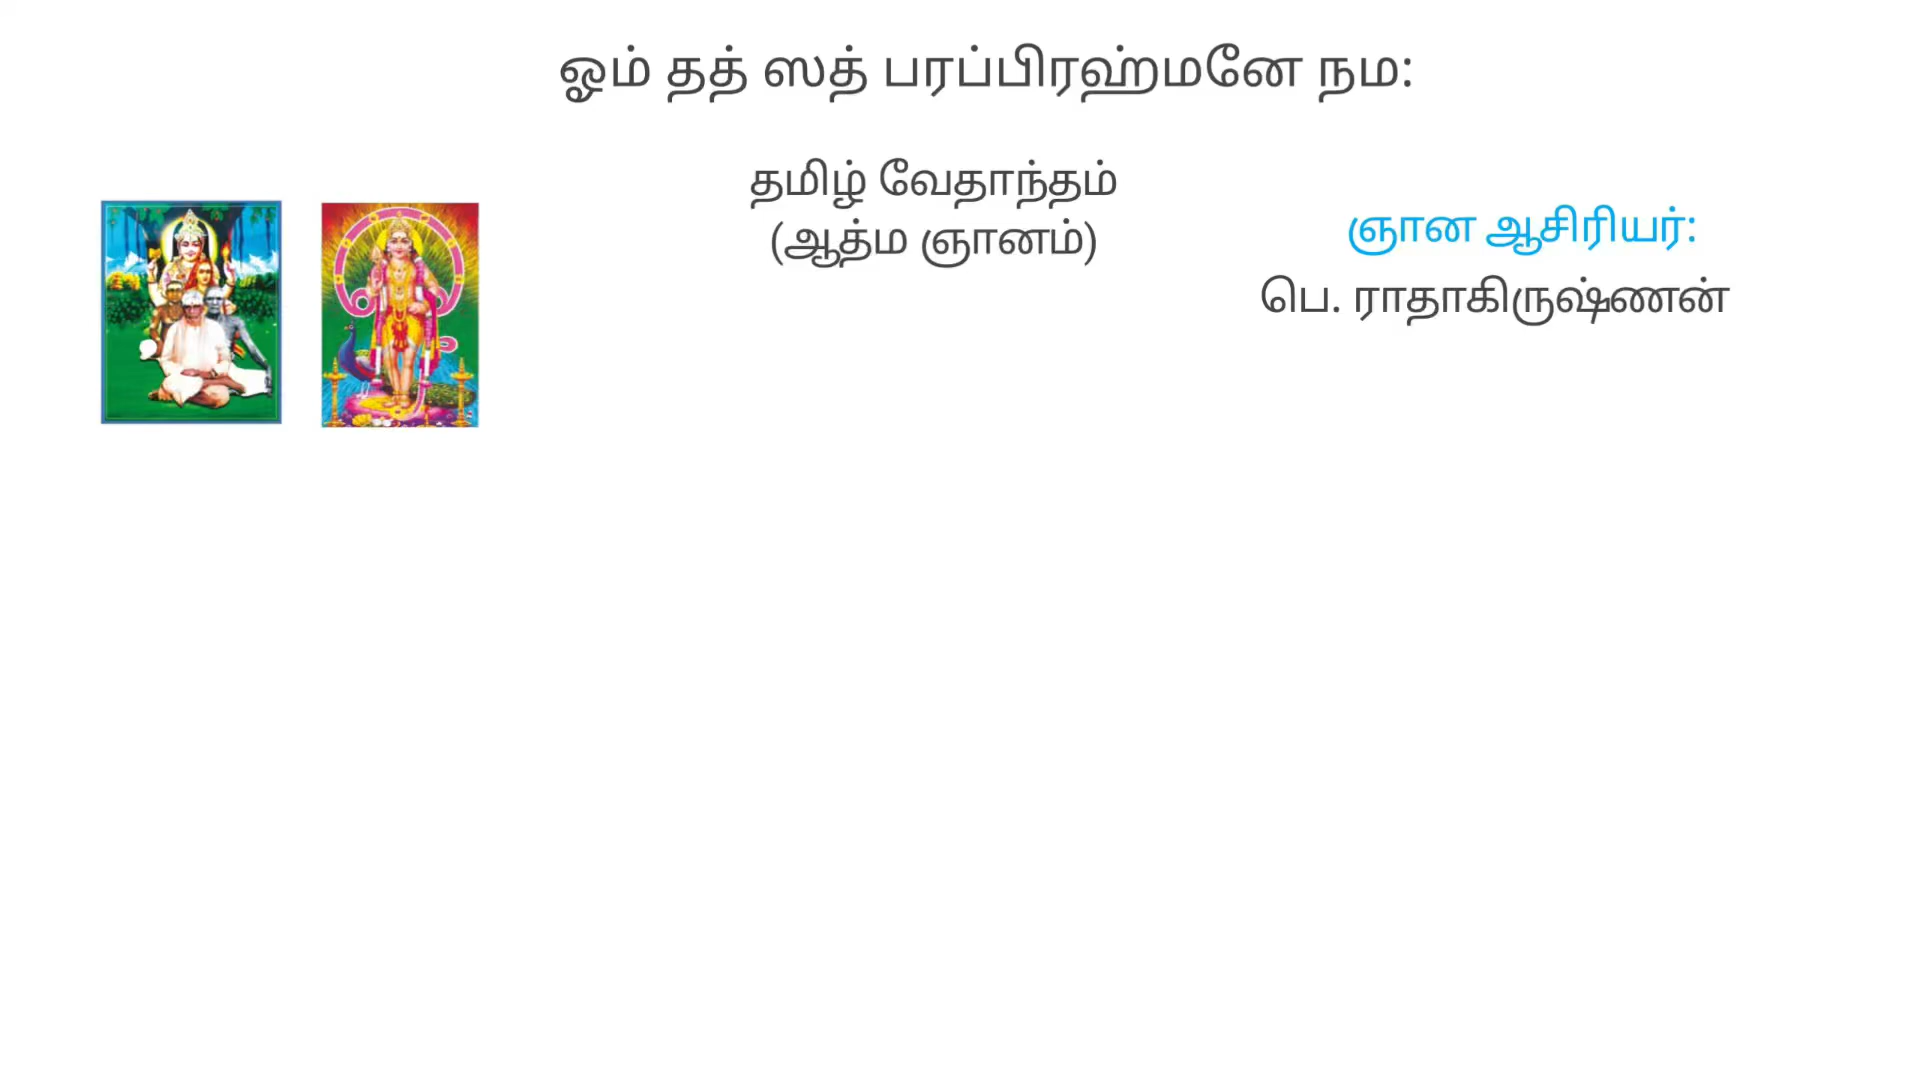 ஓம் தத் ஸத் பரப்பிரஹ்மனே நம:
தமிழ் வேதாந்தம்
(ஆத்ம ஞானம்)
ஞான ஆசிரியர்:
பெ. ராதாகிருஷ்ணன்